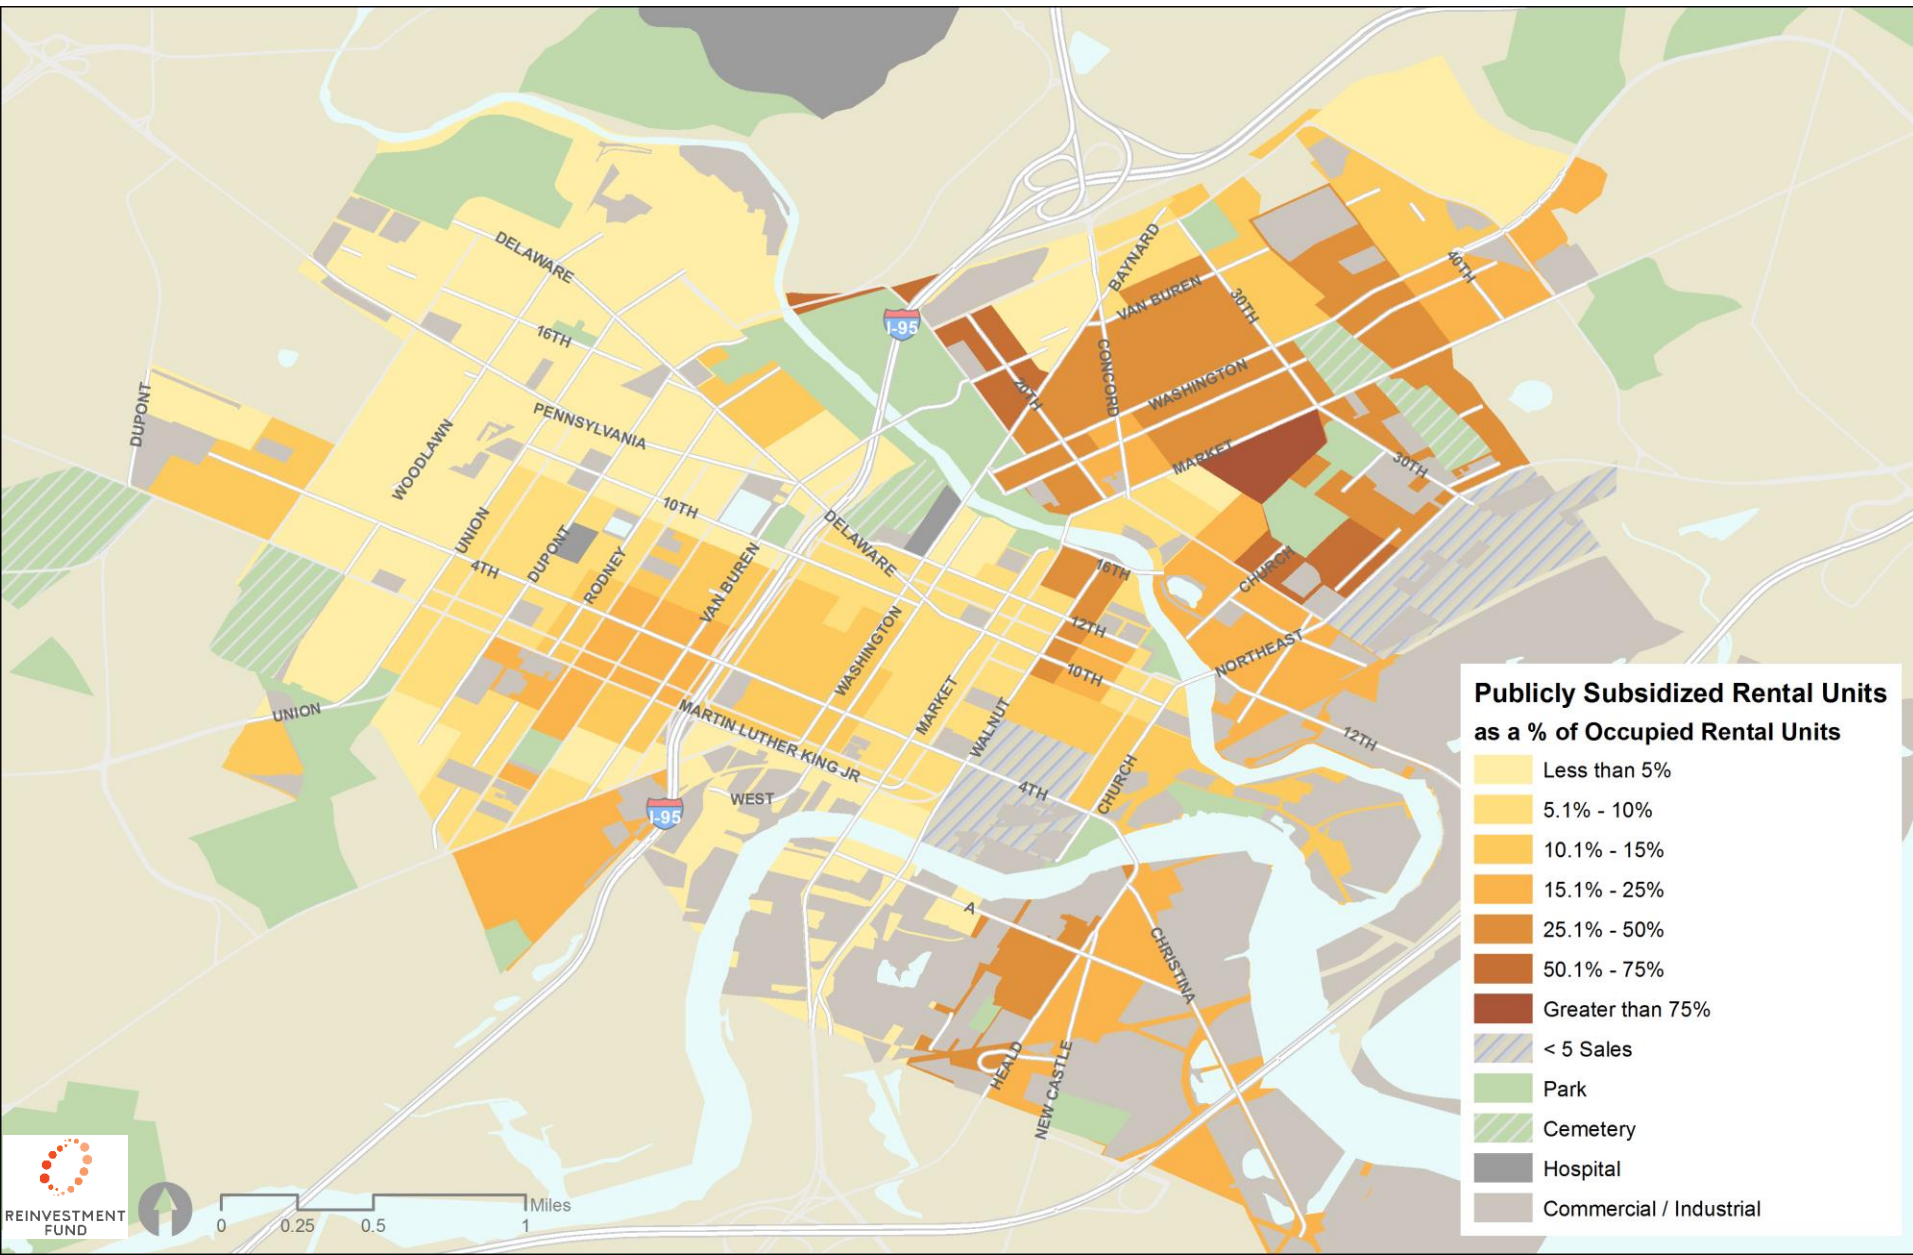 DELAWARE
16TH
DUPONT
PENNSYLVANIA
WOODLAWN
10TH
UNION
4TH
DUPONT
RODNEY
VAN BUREN
DELAWARE
WASHINGTON
UNION
MARTIN LUTHER KING JR
WEST
MARKET
WALNUT
4TH
CHURCH
I-95
I-95
BAYNARD
VAN BUREN
30TH
40TH
CONCORD
20TH
WASHINGTON
MARKET
30TH
16TH
CHURCH
12TH
10TH
NORTHEAST
12TH
A
CHRISTINA
HEALD
NEW CASTLE
Publicly Subsidized Rental Units
as a % of Occupied Rental Units
Less than 5%
5.1% - 10%
10.1% - 15%
15.1% - 25%
25.1% - 50%
50.1% - 75%
Greater than 75%
< 5 Sales
Park
Cemetery
Hospital
Commercial / Industrial
REINVESTMENT
FUND
Miles
0 0.25 0.5 1